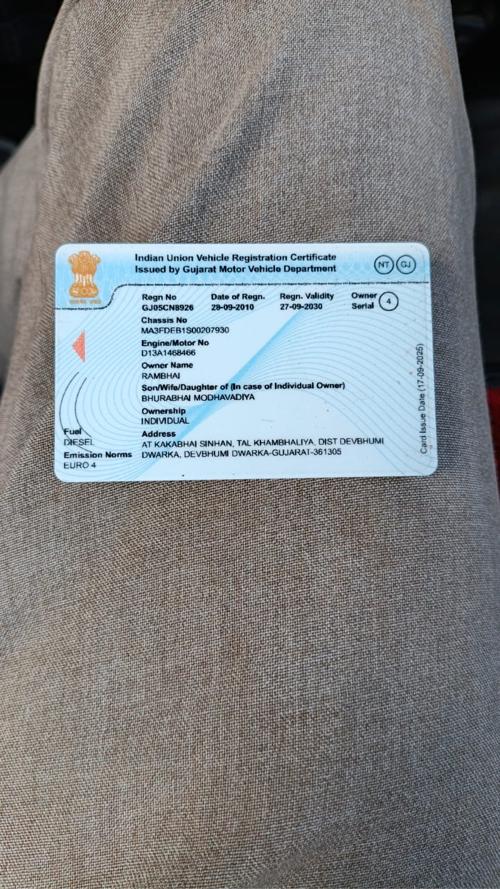 Indian Union Vehicle Registration Certificate
Issued by Gujarat Motor Vehicle Department
NT GJ
Regn No Date of Regn. Regn. Validity Owner
GJ05CN8926 28-09-2010 27-09-2030 Serial 4
Chassis No
MA3FDEB1S00207930
Engine/Motor No
D13A1468466
Owner Name
RAMBHAI
Son/Wife/Daughter of (In case of Individual Owner)
BHURABHAI MODHAVADIYA
Ownership
INDIVIDUAL
Fuel
DIESEL
Address
AT KAKABHAI SINHAN, TAL KHAMBHALIYA, DIST DEVBHUMI
DWARKA, DEVBHUMI DWARKA-GUJARAT-361305
Emission Norms
EURO 4
Card Issue Date (17-09-2025)